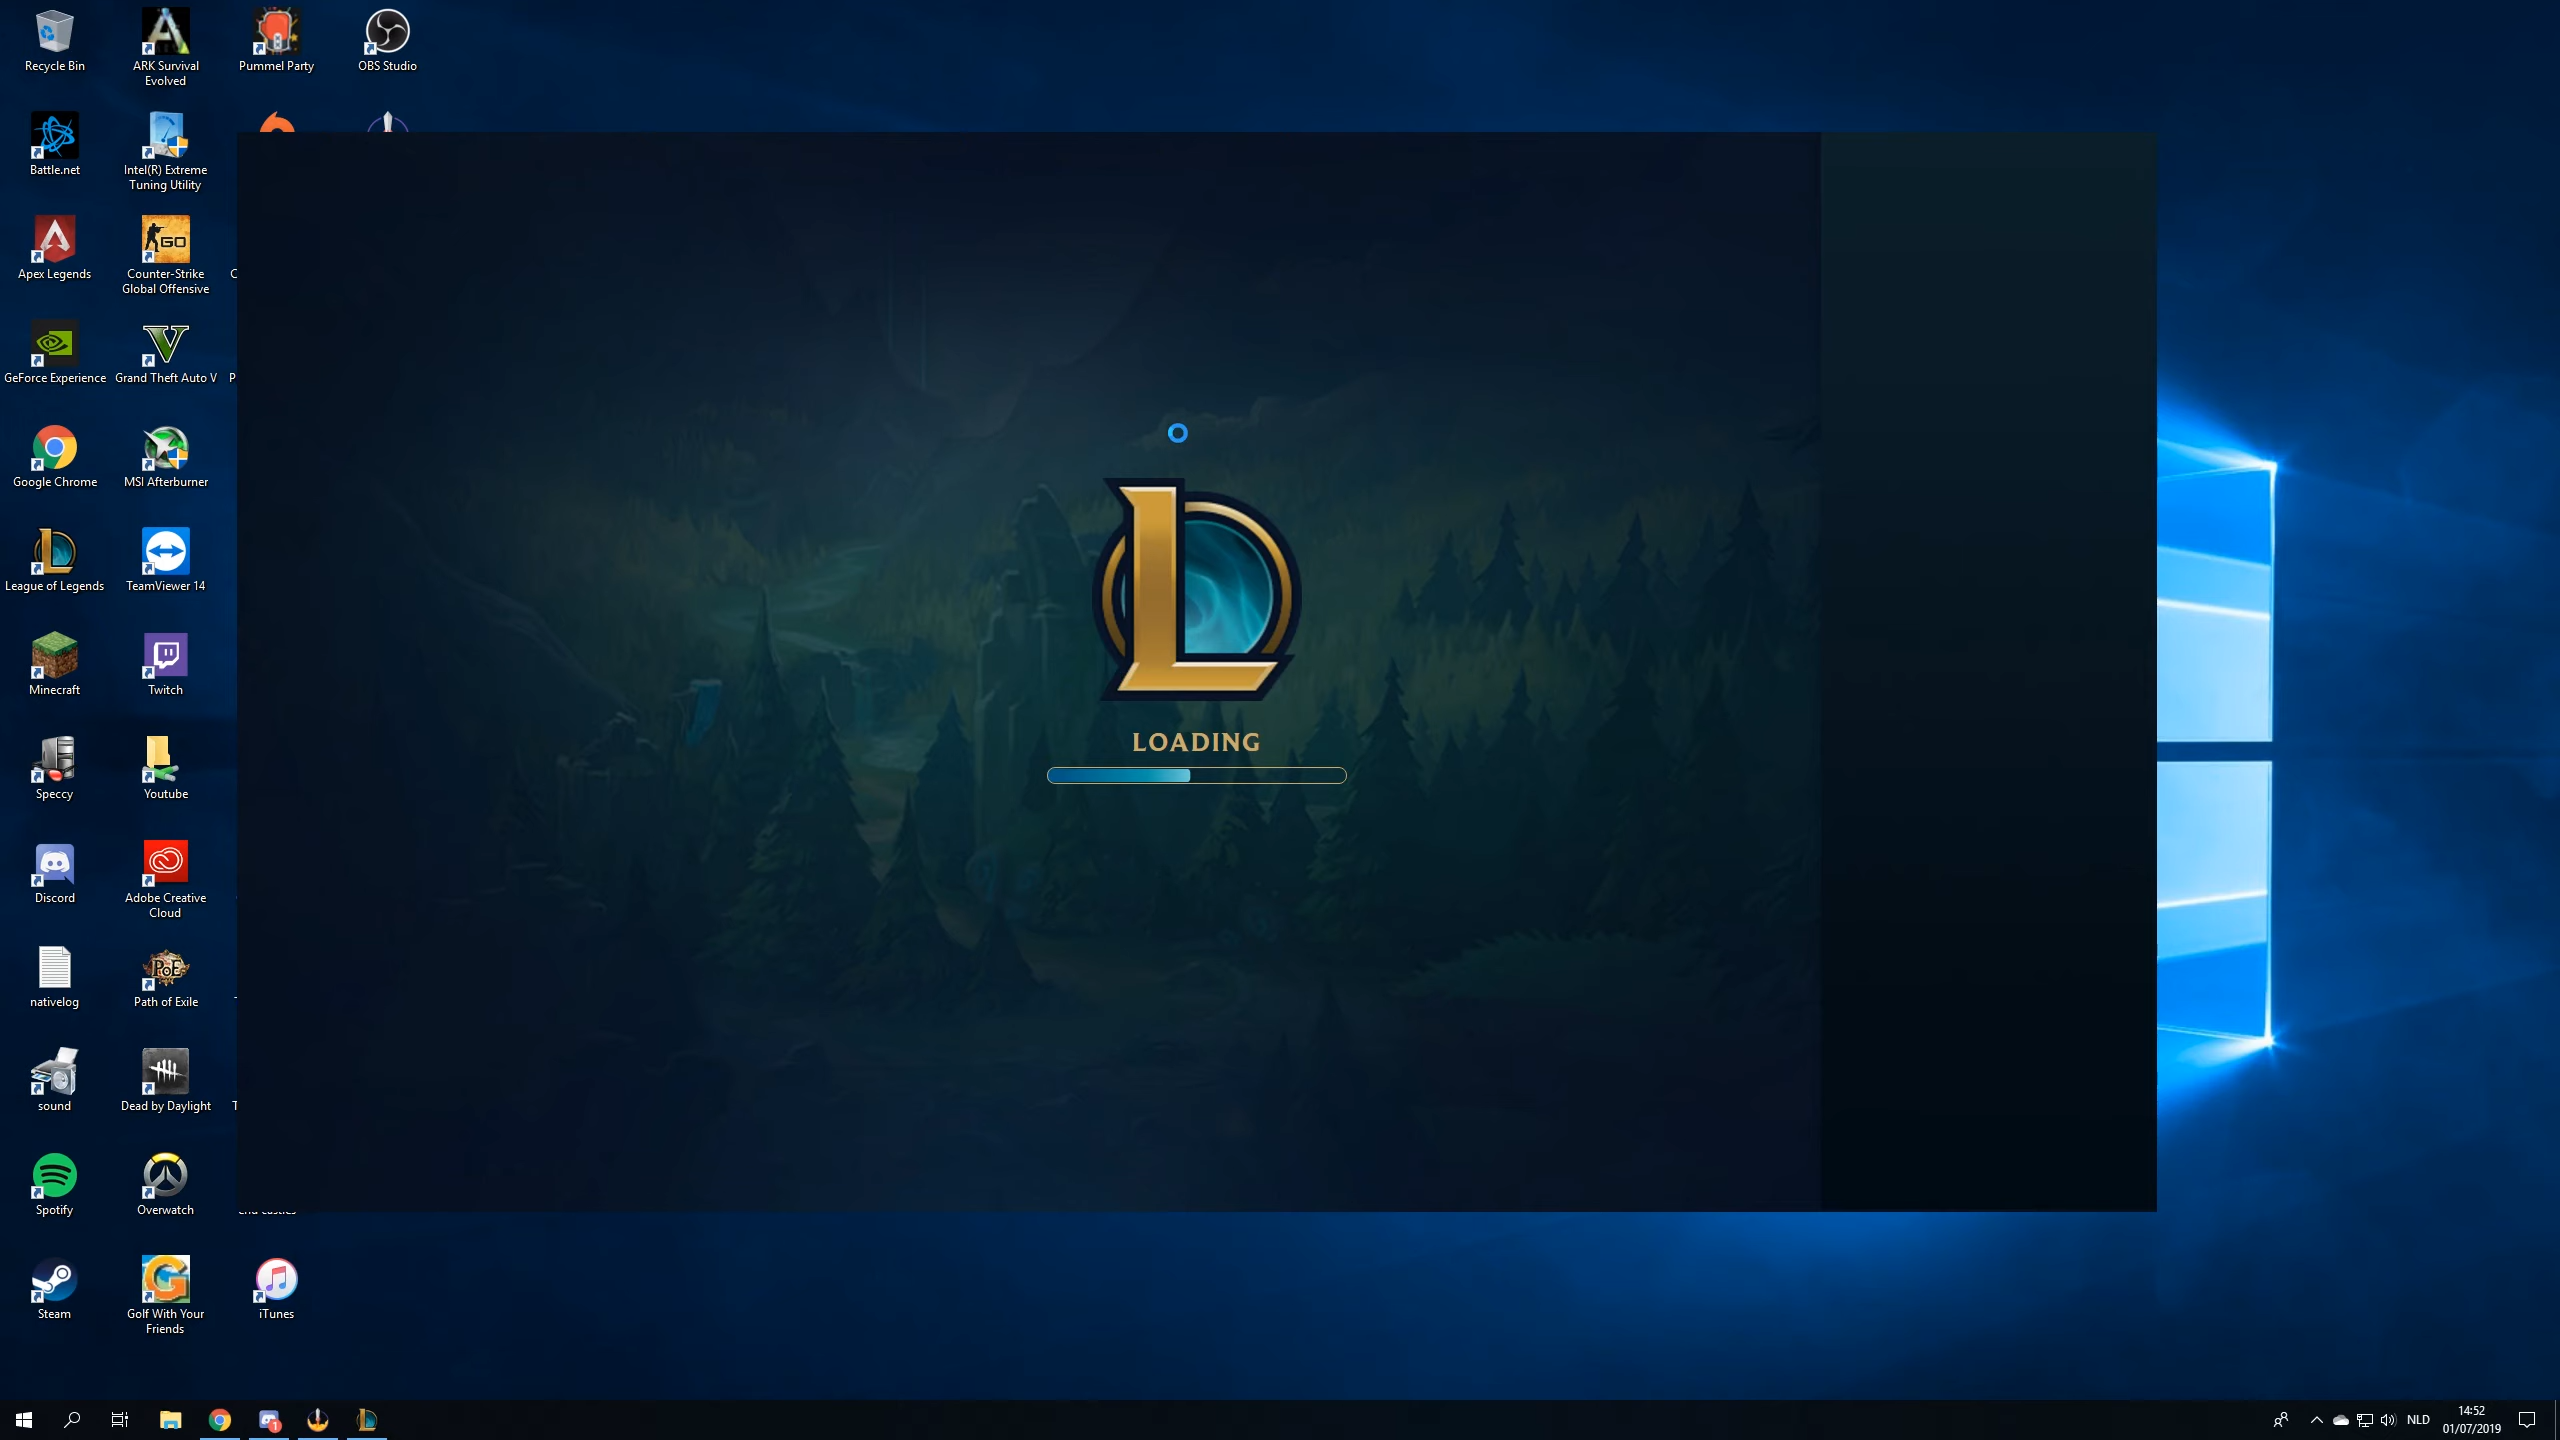 Recycle Bin
ARK Survival
Evolved
Pummel Party
OBS Studio
Battle.net
Intel(R) Extreme
Tuning Utility
Apex Legends
GO
Counter-Strike
Global Offensive
C
GeForce Experience
Grand Theft Auto V
P
Google Chrome
MSI Afterburner
League of Legends
TeamViewer 14
Minecraft
Twitch
LOADING
Speccy
Youtube
Discord
Adobe Creative
Cloud
nativelog
POE
Path of Exile
T
sound
Dead by Daylight
T
Spotify
Overwatch
Steam
Golf With Your
Friends
iTunes
1
NLD
14:52
01/07/2019